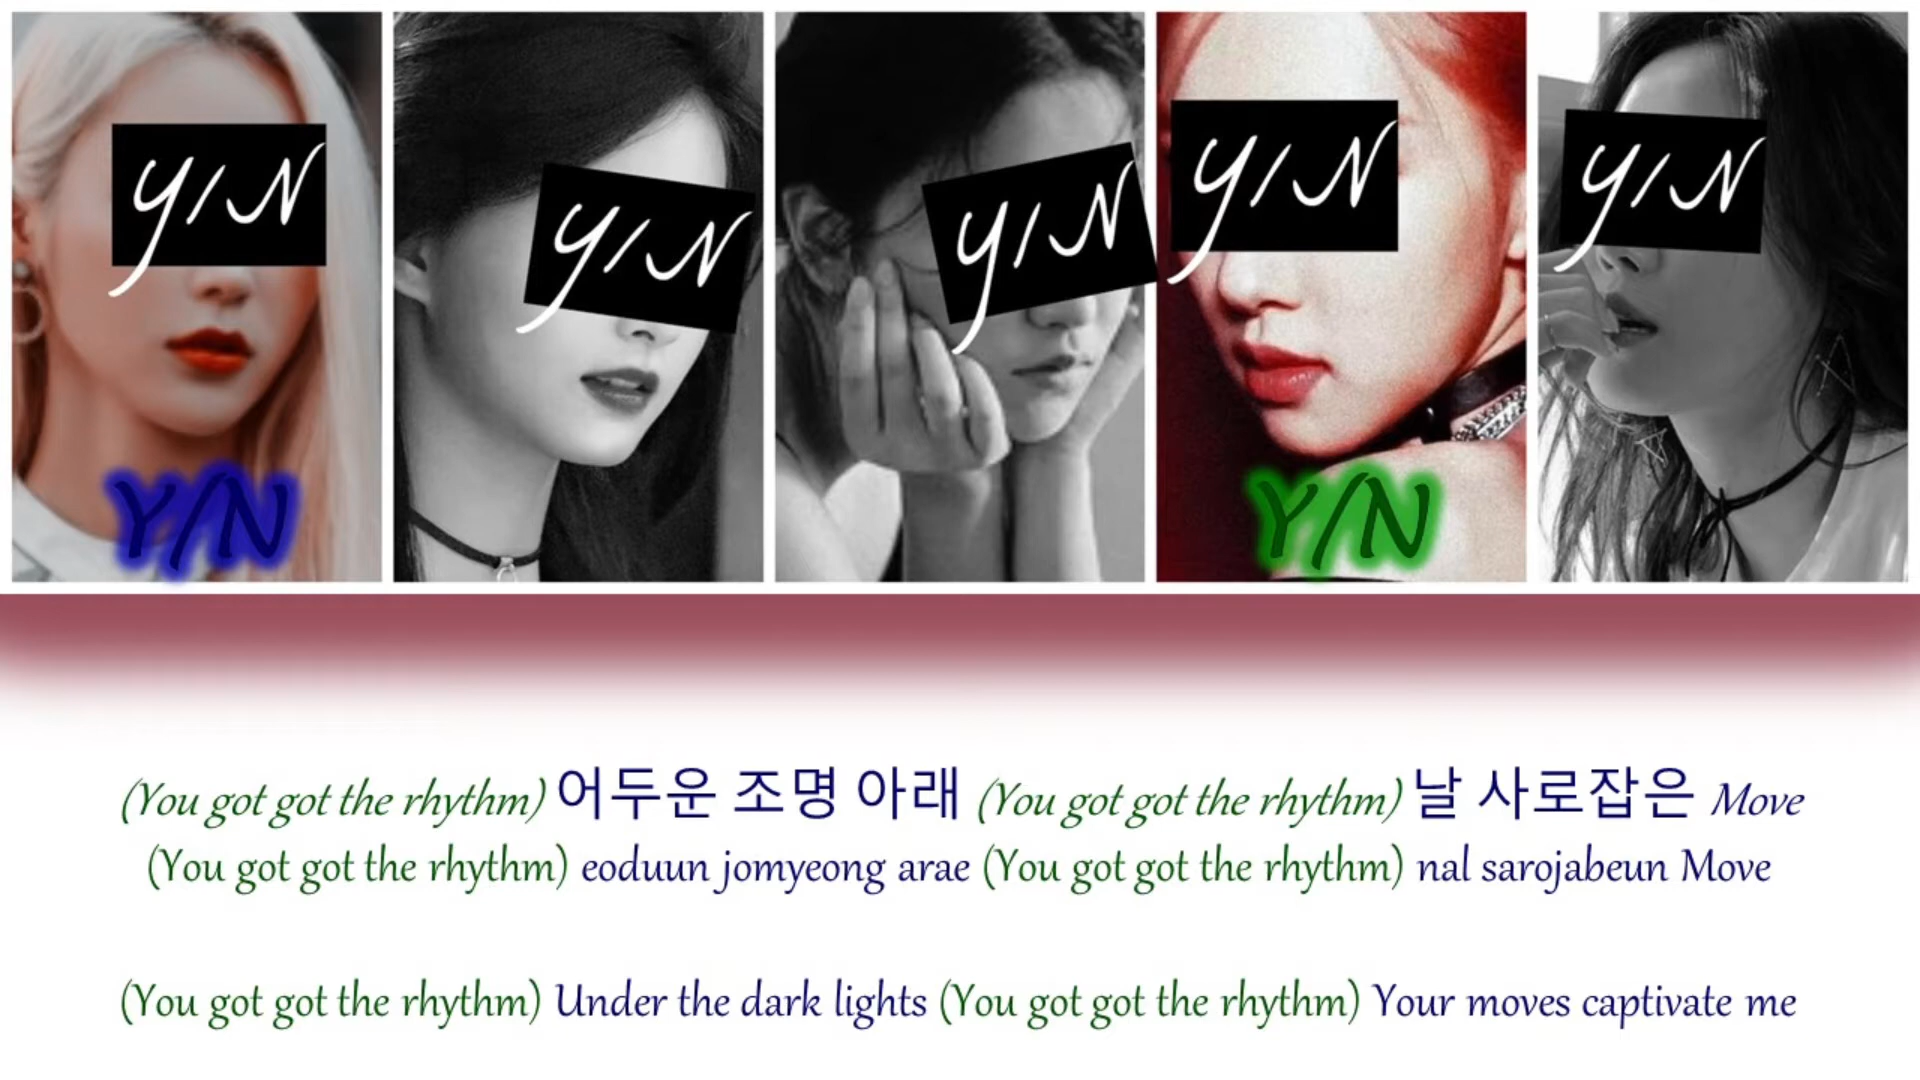 Y/N
Y/N
Y/N
Y/N
Y/N
Y/N
Y/N
(You got got the rhythm) 어두운 조명 아래 (You got got the rhythm) 날 사로잡은 Move
(You got got the rhythm) eoduun jomyeong arae (You got got the rhythm) nal sarojabeun Move
(You got got the rhythm) Under the dark lights (You got got the rhythm) Your moves captivate me